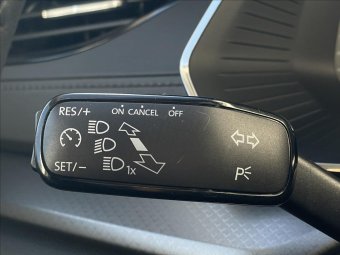 RES/+ ON CANCEL OFF
SET/- 1x
P